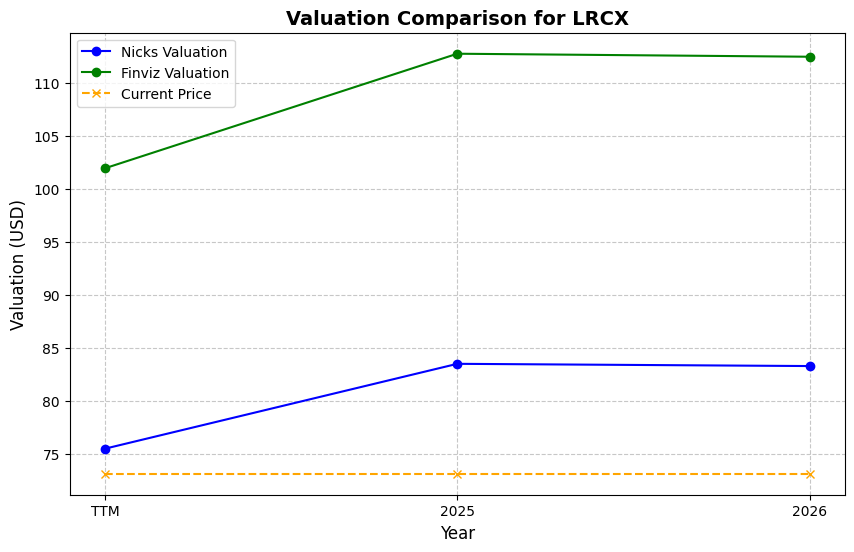 Valuation Comparison for LRCX
Nicks Valuation
Finviz Valuation
Current Price
Valuation (USD)
110
105
100
95
90
85
80
75
TTM
2025
2026
Year